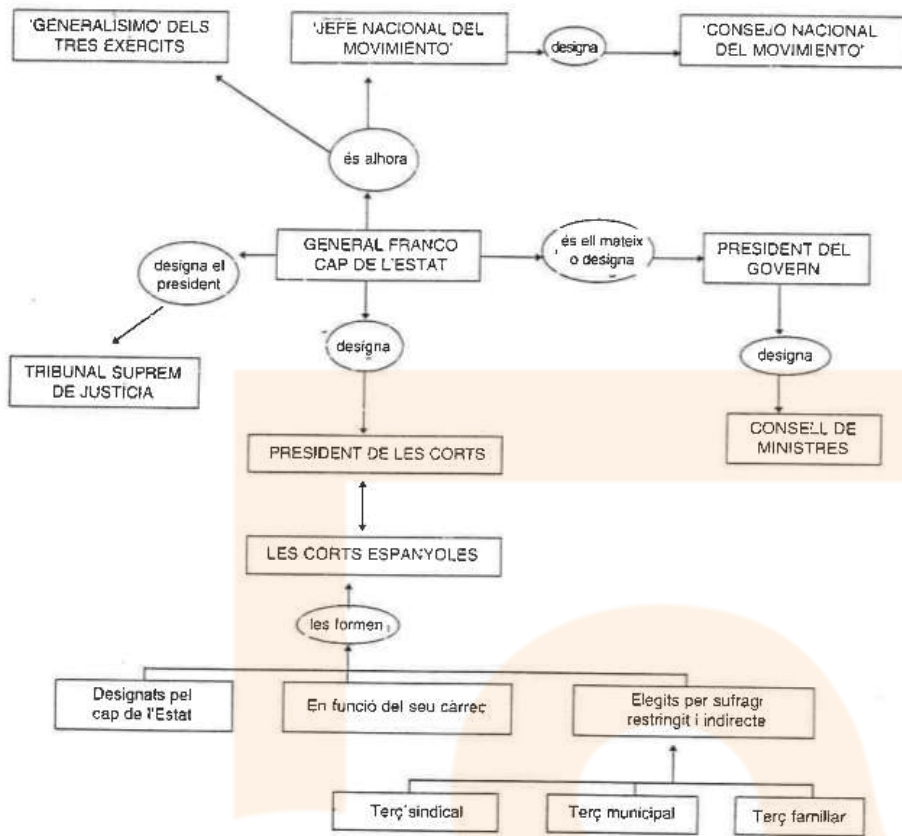 'GENERALÍSIMO' DELS
TRES EXÈRCITS
'JEFE NACIONAL DEL
MOVIMIENTO'
designa
'CONSEJO NACIONAL
DEL MOVIMIENTO'
és alhora
GENERAL FRANCO
CAP DE L'ESTAT
és ell mateix
o designa
PRESIDENT DEL
GOVERN
designa el
president
designa
designa
TRIBUNAL SUPREM
DE JUSTÍCIA
CONSELL DE
MINISTRES
PRESIDENT DE LES CORTS
LES CORTS ESPANYOLES
les formen
Designats pel
cap de l'Estat
En funció del seu càrrec
Elegits per sufragi
restringit i indirecte
Terç sindical
Terç municipal
Terç familiar